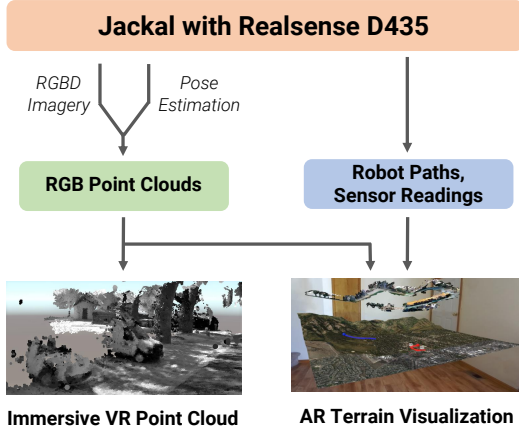 Jackal with Realsense D435
RGBD
Imagery
Pose
Estimation
RGB Point Clouds
Robot Paths,
Sensor Readings
Immersive VR Point Cloud
AR Terrain Visualization